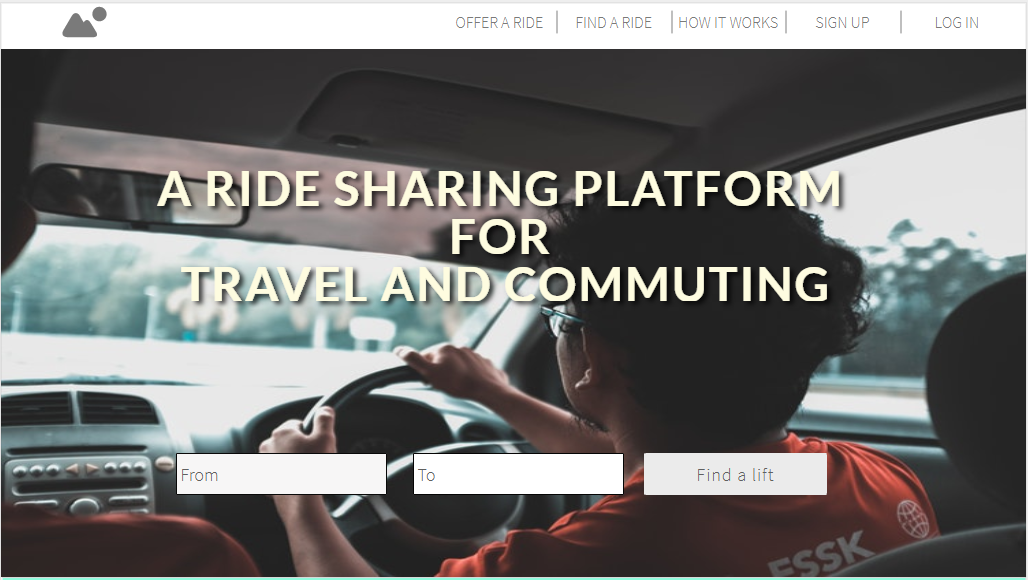 OFFER A RIDE
FIND A RIDE
HOW IT WORKS
SIGN UP
LOG IN
A RIDE SHARING PLATFORM
FOR
TRAVEL AND COMMUTING
From
To
Find a lift
FSSK